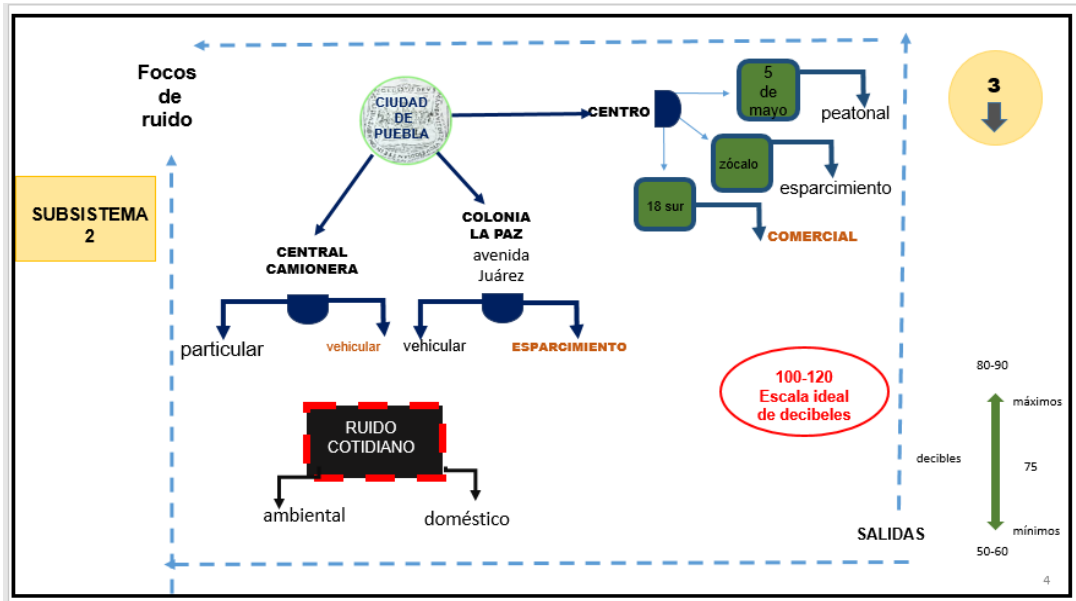 Focos
de
ruido
SUBSISTEMA
2
CIUDAD
DE
PUEBLA
CENTRO
5
de
mayo
peatonal
zócalo
esparcimiento
18 sur
COMERCIAL
3
CENTRAL
CAMIONERA
particular
vehicular
COLONIA
LA PAZ
avenida
Juárez
vehicular
ESPARCIMIENTO
RUIDO
COTIDIANO
ambiental
doméstico
100-120
Escala ideal
de decibeles
80-90
máximos
decibles
75
mínimos
50-60
SALIDAS
4